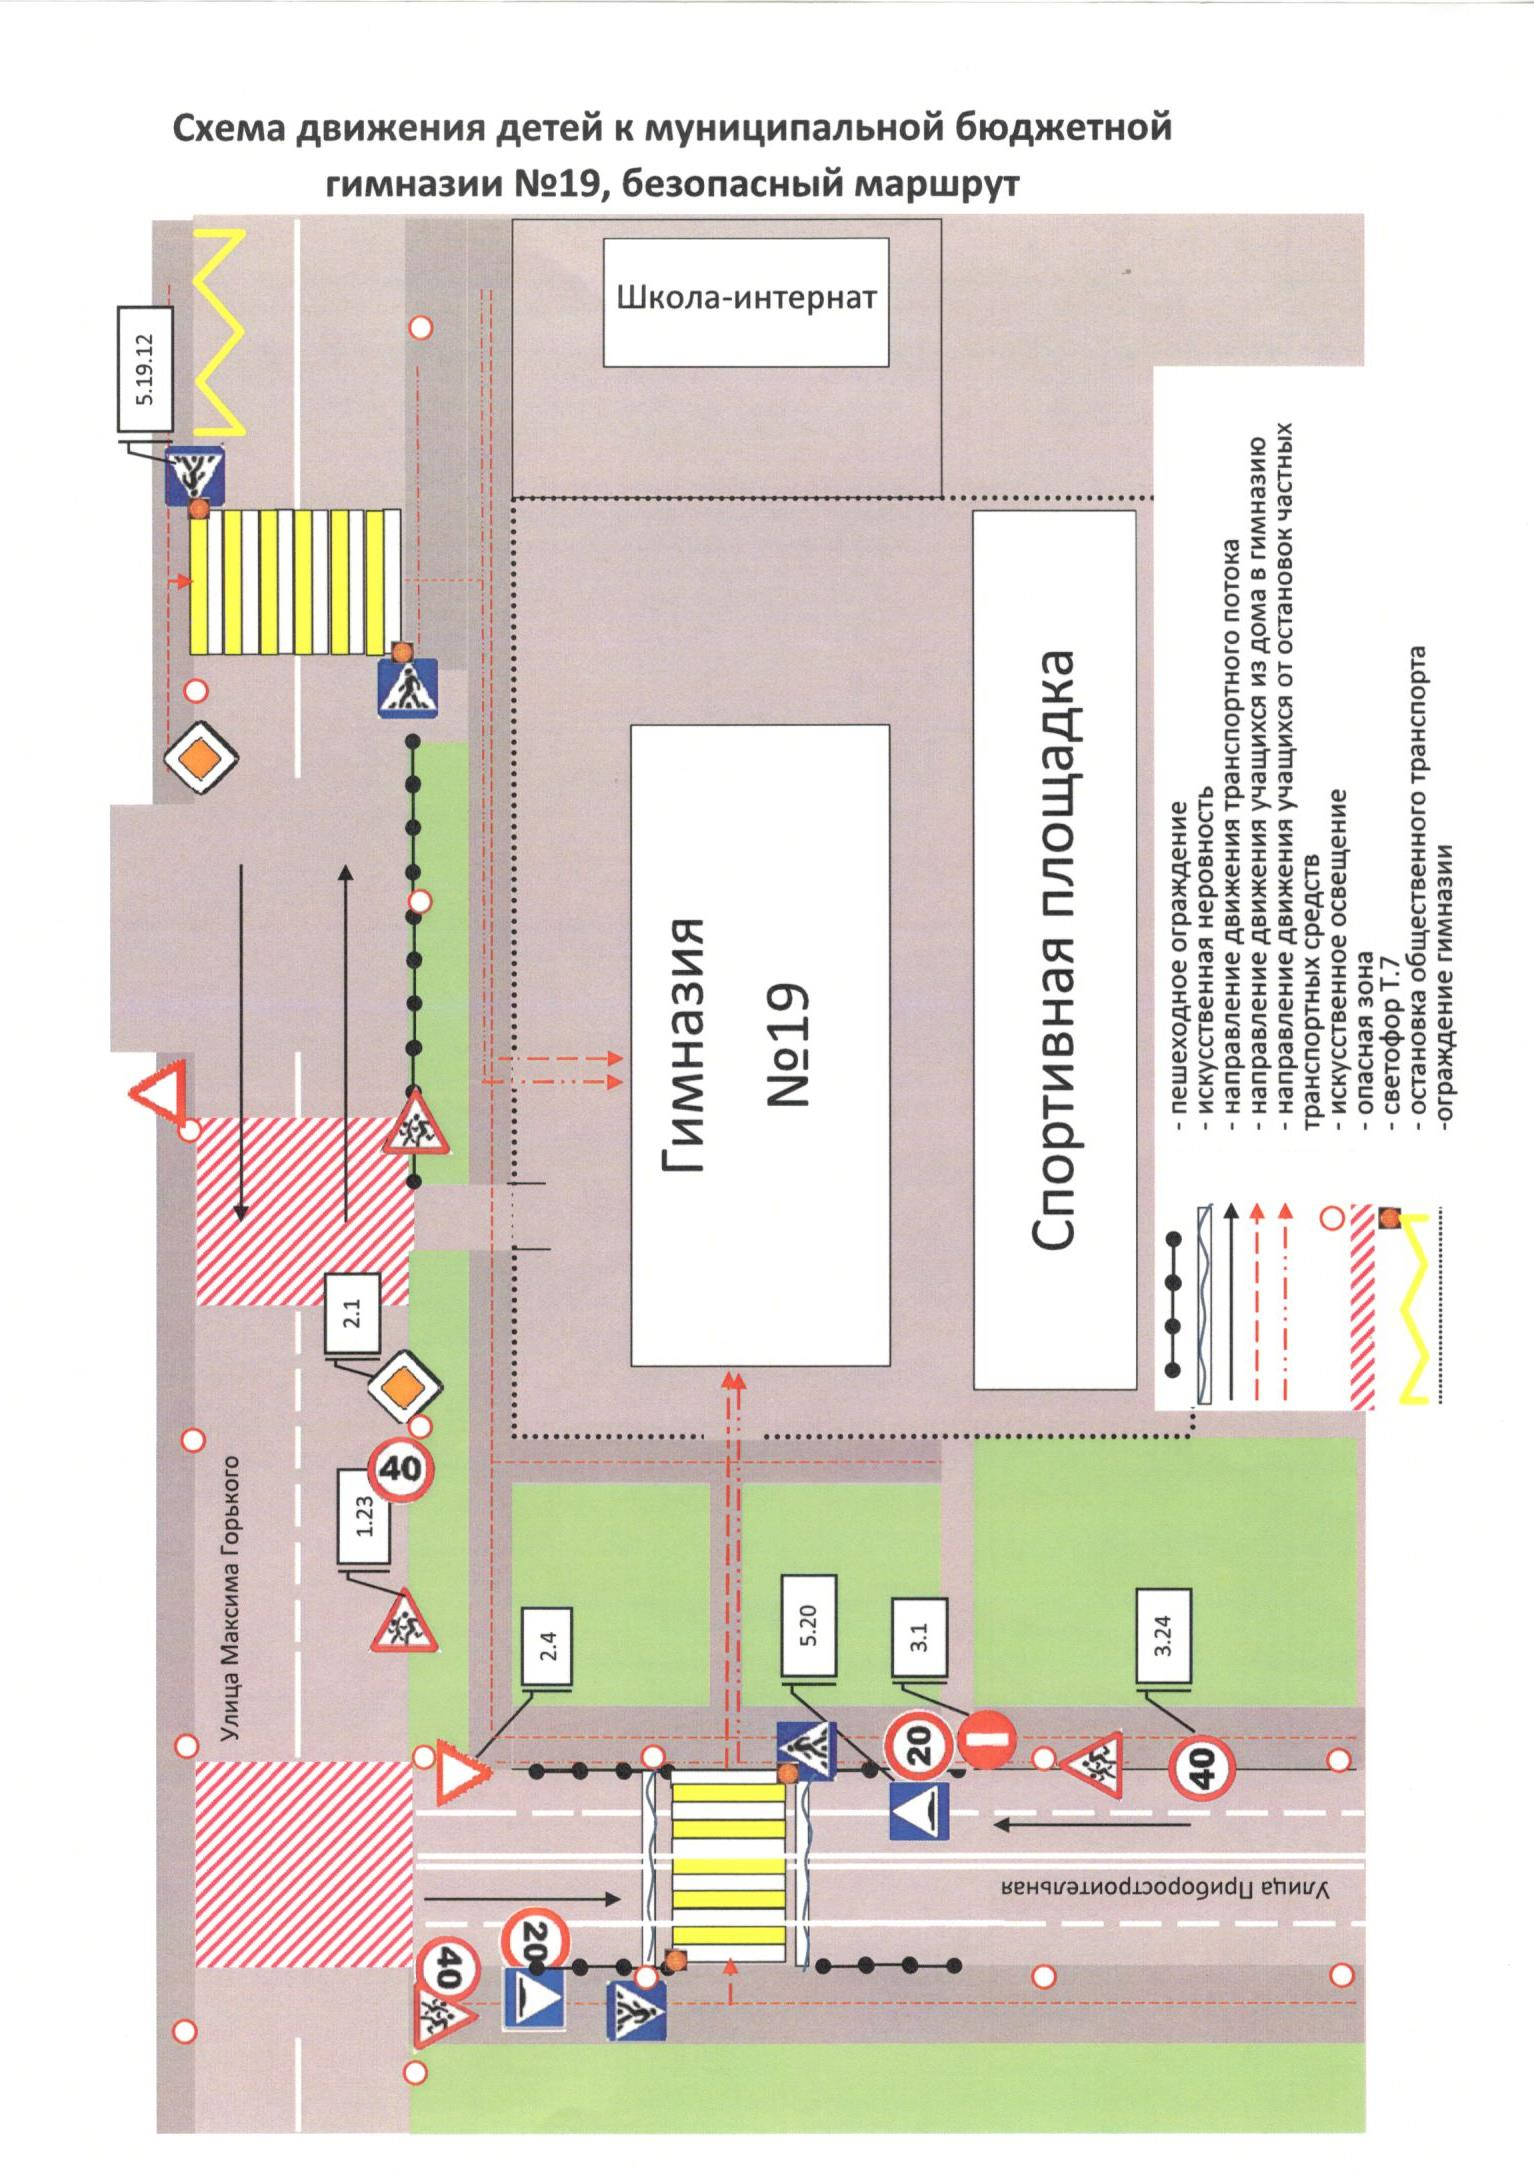 Схема движения детей к муниципальной бюджетной
гимназии №19, безопасный маршрут
Школа-интернат
5.19.12
Гимназия
№19
Спортивная площадка
2.1
40
1.23
Улица Максима Горького
2.4
5.20
3.1
3.24
20
40
Улица Приборостроительная
20
40
- пешеходное ограждение
- искусственная неровность
- направление движения транспортного потока
- направление движения учащихся из дома в гимназию
- направление движения учащихся от остановок частных
транспортных средств
- искусственное освещение
- опасная зона
- светофор Т.7
- остановка общественного транспорта
-ограждение гимназии